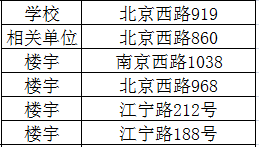 学校 北京西路919
相关单位 北京西路860
楼宇 南京西路1038
楼宇 北京西路968
楼宇 江宁路212号
楼宇 江宁路188号